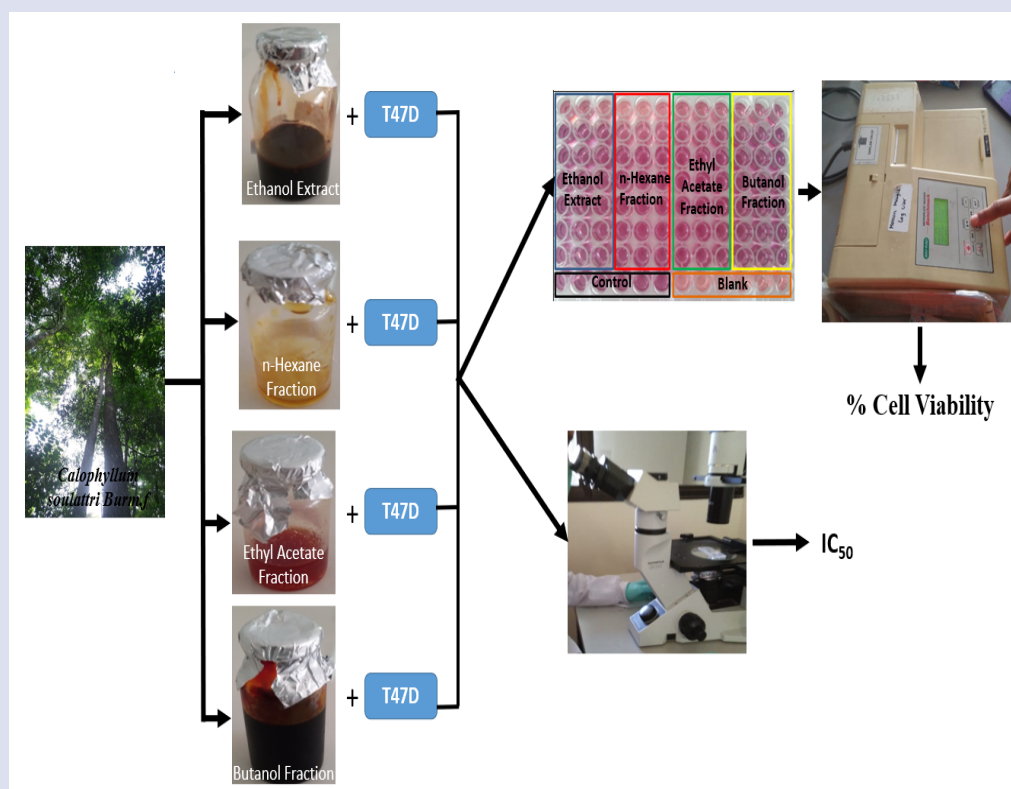 Ethanol Extract
+ T47D
n-Hexane
Fraction
+ T47D
Calophyllum
soulattri Burm.f
Ethyl Acetate
Fraction
+ T47D
Butanol Fraction
+ T47D
Ethanol
Extract
n-Hexane
Fraction
Ethyl
Acetate
Fraction
Butanol
Fraction
Control
Blank
% Cell Viability
IC50